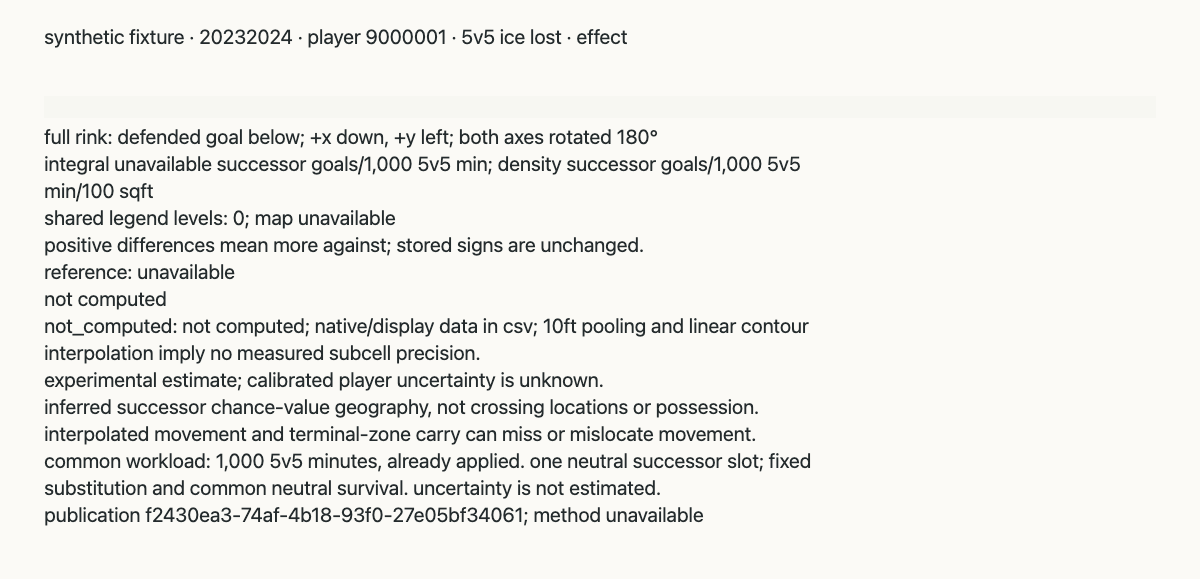 synthetic fixture · 20232024 · player 9000001 · 5v5 ice lost · effect
full rink: defended goal below; +x down, +y left; both axes rotated 180°
integral unavailable successor goals/1,000 5v5 min; density successor goals/1,000 5v5
min/100 sqft
shared legend levels: 0; map unavailable
positive differences mean more against; stored signs are unchanged.
reference: unavailable
not computed
not_computed: not computed; native/display data in csv; 10ft pooling and linear contour
interpolation imply no measured subcell precision.
experimental estimate; calibrated player uncertainty is unknown.
inferred successor chance-value geography, not crossing locations or possession.
interpolated movement and terminal-zone carry can miss or mislocate movement.
common workload: 1,000 5v5 minutes, already applied. one neutral successor slot; fixed
substitution and common neutral survival. uncertainty is not estimated.
publication f2430ea3-74af-4b18-93f0-27e05bf34061; method unavailable